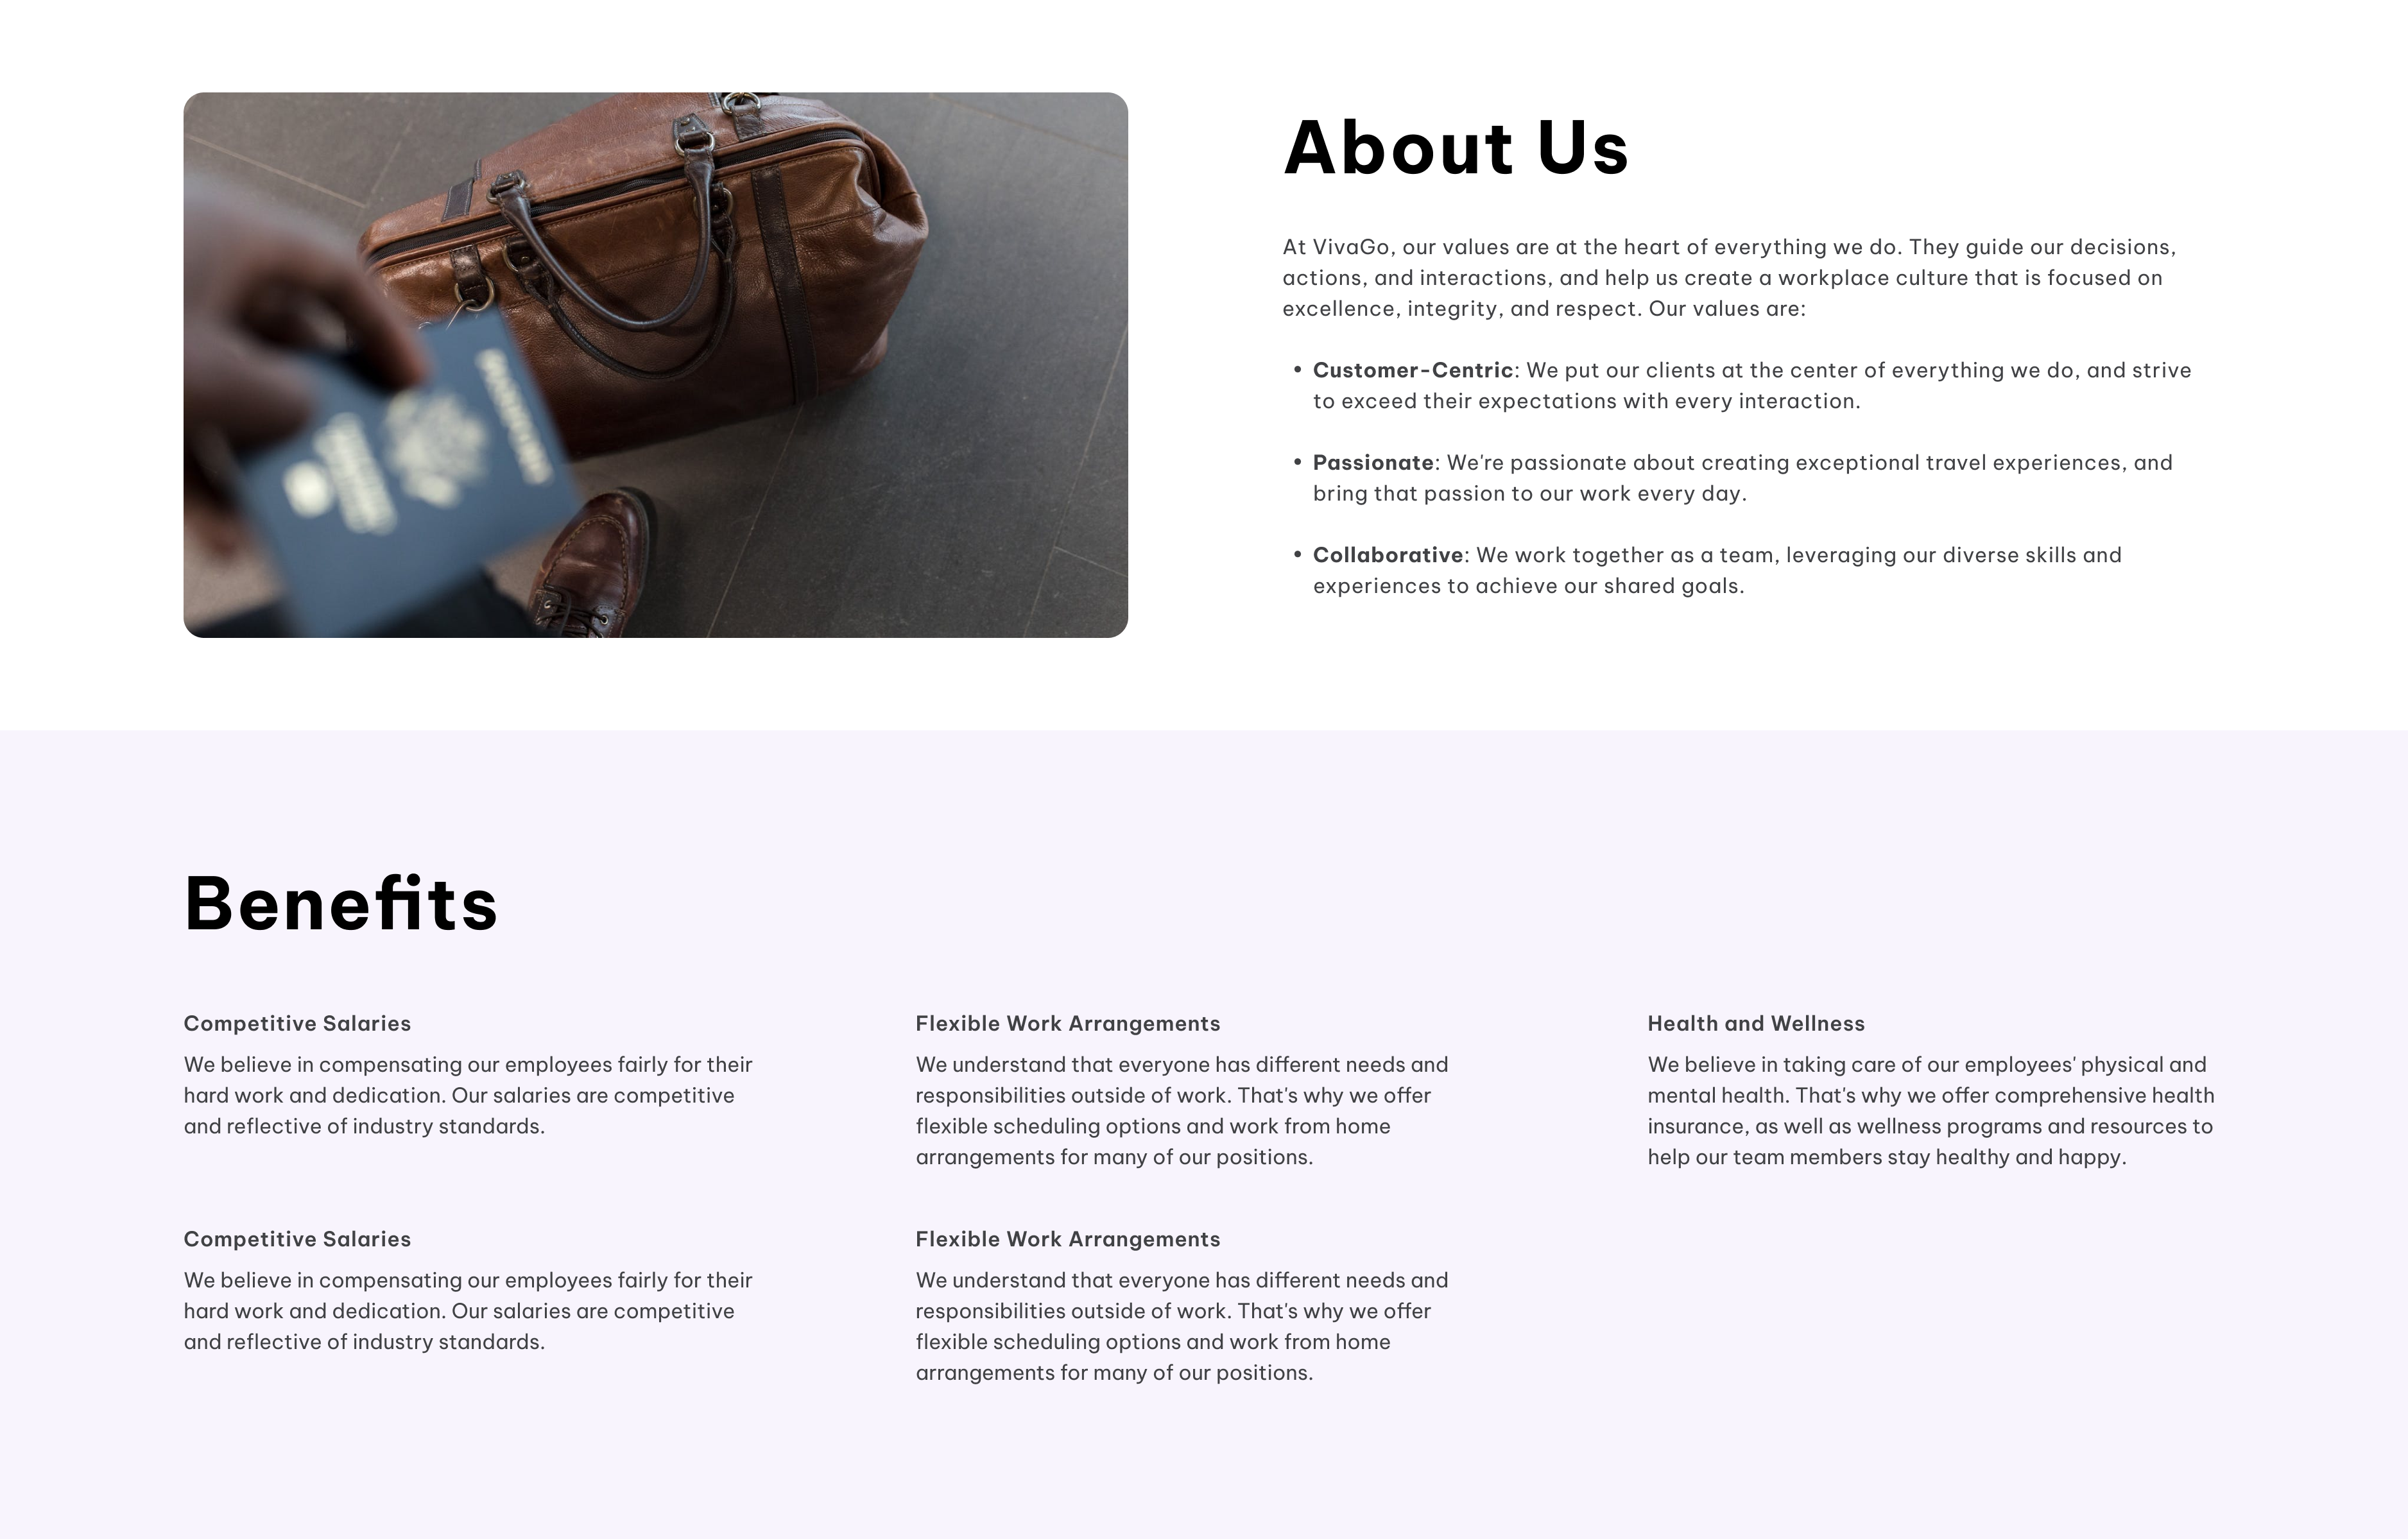 About Us
At VivaGo, our values are at the heart of everything we do. They guide our decisions,
actions, and interactions, and help us create a workplace culture that is focused on
excellence, integrity, and respect. Our values are:
• Customer-Centric: We put our clients at the center of everything we do, and strive
to exceed their expectations with every interaction.
• Passionate: We're passionate about creating exceptional travel experiences, and
bring that passion to our work every day.
• Collaborative: We work together as a team, leveraging our diverse skills and
experiences to achieve our shared goals.
Benefits
Competitive Salaries
We believe in compensating our employees fairly for their
hard work and dedication. Our salaries are competitive
and reflective of industry standards.
Flexible Work Arrangements
We understand that everyone has different needs and
responsibilities outside of work. That's why we offer
flexible scheduling options and work from home
arrangements for many of our positions.
Health and Wellness
We believe in taking care of our employees' physical and
mental health. That's why we offer comprehensive health
insurance, as well as wellness programs and resources to
help our team members stay healthy and happy.
Competitive Salaries
We believe in compensating our employees fairly for their
hard work and dedication. Our salaries are competitive
and reflective of industry standards.
Flexible Work Arrangements
We understand that everyone has different needs and
responsibilities outside of work. That's why we offer
flexible scheduling options and work from home
arrangements for many of our positions.